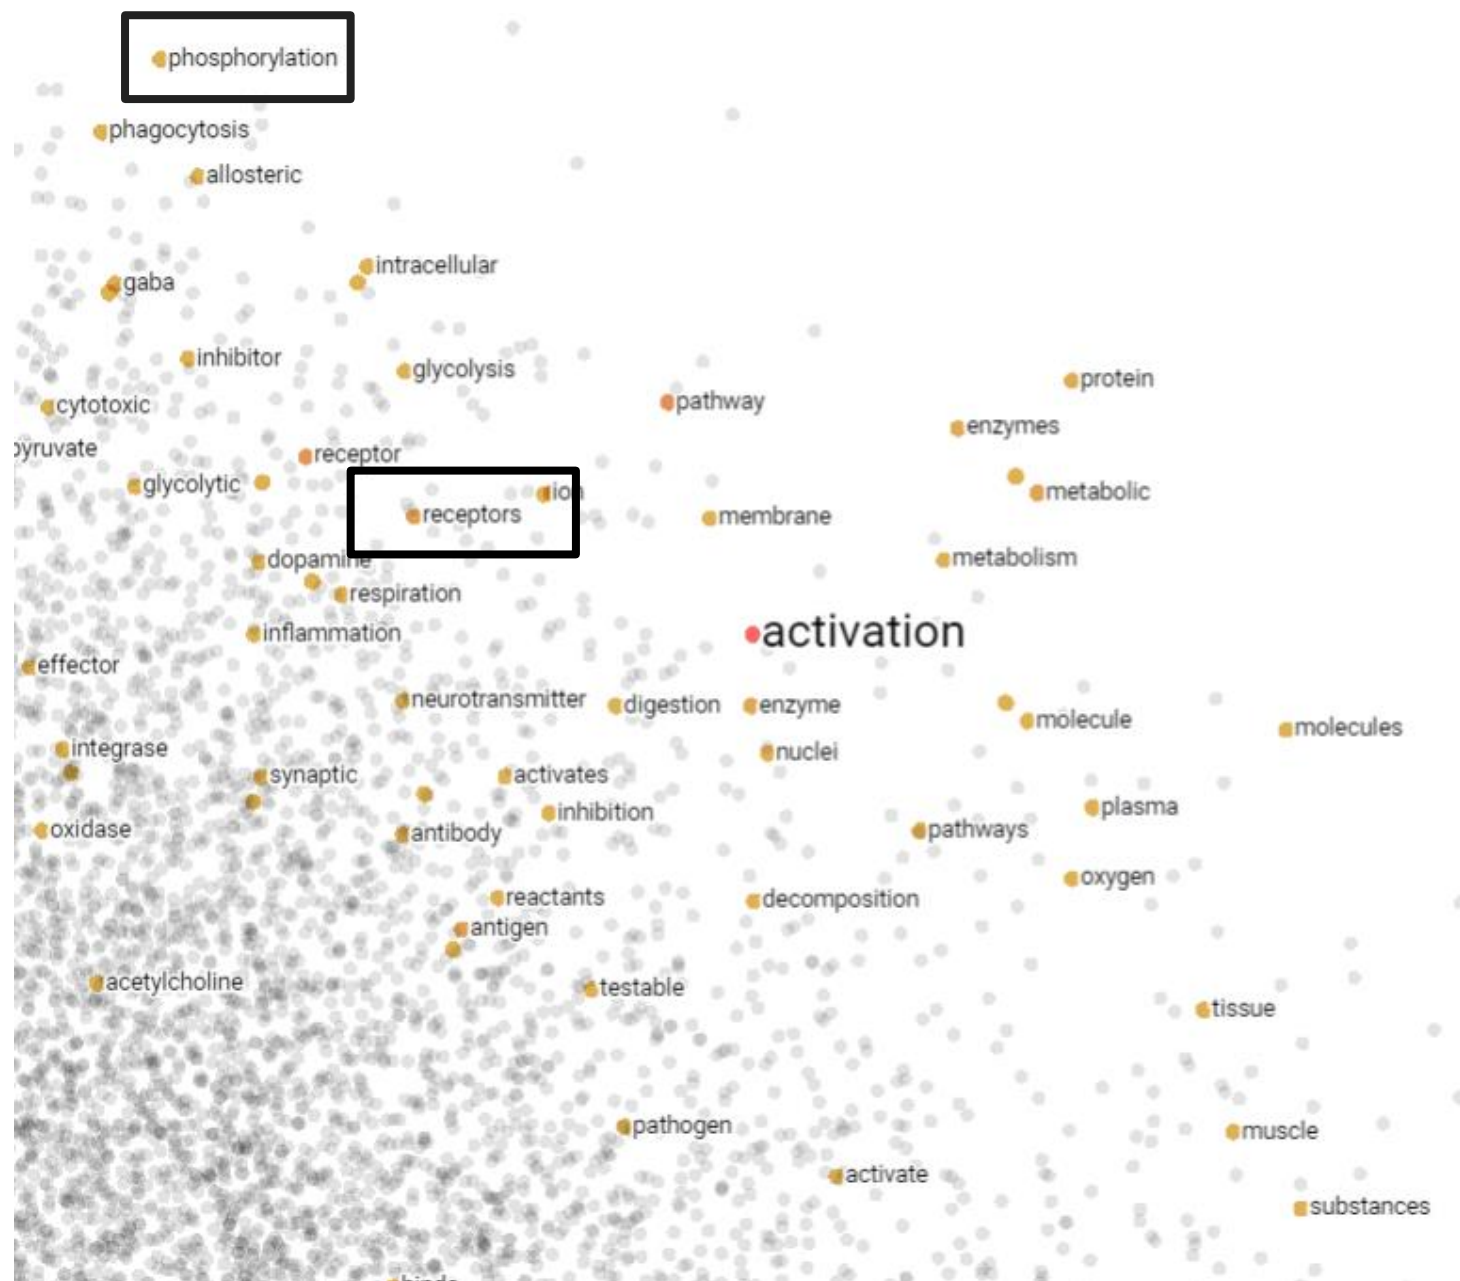 phosphorylation
phagocytosis
allosteric
intracellular
gaba
inhibitor
glycolysis
protein
pathway
cytotoxic
enzymes
pyruvate
receptor
glycolytic
rion
metabolic
receptors
membrane
dopamine
metabolism
respiration
inflammation
activation
effector
neurotransmitter
digestion
enzyme
molecule
molecules
integrase
nuclei
synaptic
activates
plasma
inhibition
oxidase
antibody
pathways
oxygen
reactants
decomposition
antigen
acetylcholine
testable
tissue
pathogen
muscle
activate
substances